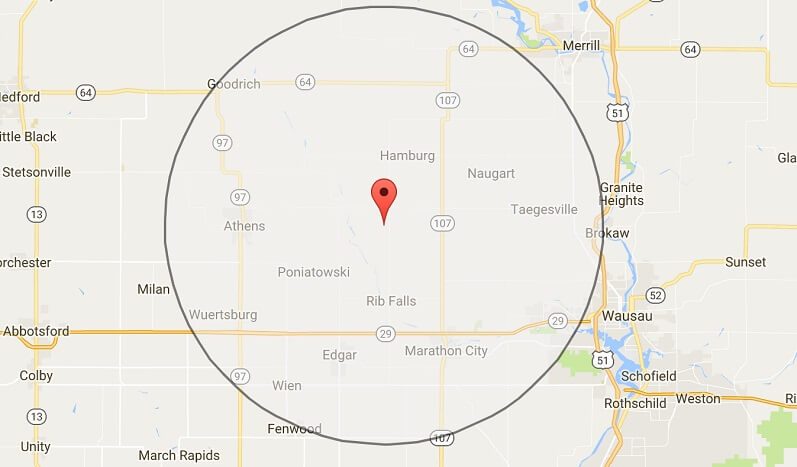 64
Merrill
64
Goodrich
64
edford
64
107
51
ittle Black
97
Hamburg
Stetsonville
Naugart
Gla
Granite
Heights
97
13
Taegesville
107
Athens
Brokaw
orchester
Sunset
Poniatowski
Milan
52
Rib Falls
Wuertsburg
Wausau
29
Abbotsford
29
Edgar
Marathon City
51
Colby
97
Schofield
Wien
Weston
Ri
Rothschild
13
Fenwood
107
Unity
March Rapids